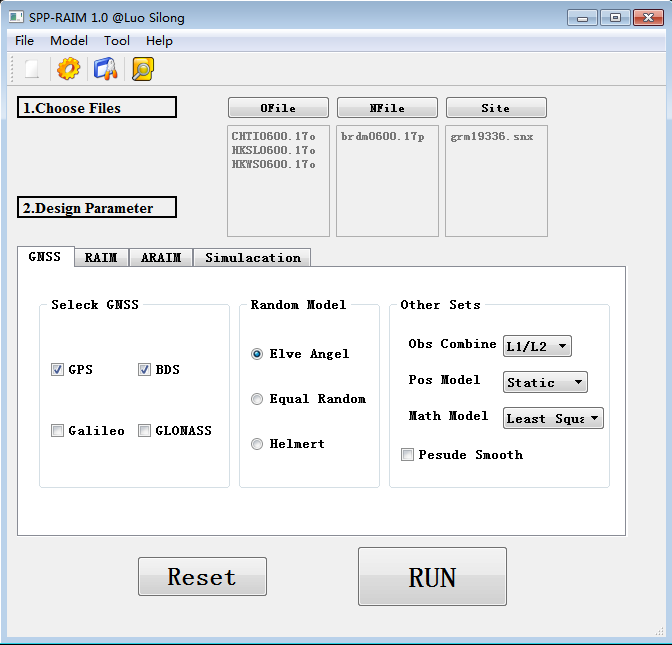 SPP-RAIM 1.0 @Luo Silong
File Model Tool Help
1.Choose Files
OFile NFile Site
CHTI0600.17o brdm0600.17p grm19336.snx
HKSL0600.17o
HKWS0600.17o
2.Design Parameter
GNSS RAIM ARAIM Simulacation
Seleck GNSS Random Model Other Sets
Obs Combine L1/L2
Elve Angel
GPS BDS
Pos Model Static
Equal Random
Math Model Least Squa
Galileo GLONASS
Helmert
Pesude Smooth
Reset RUN